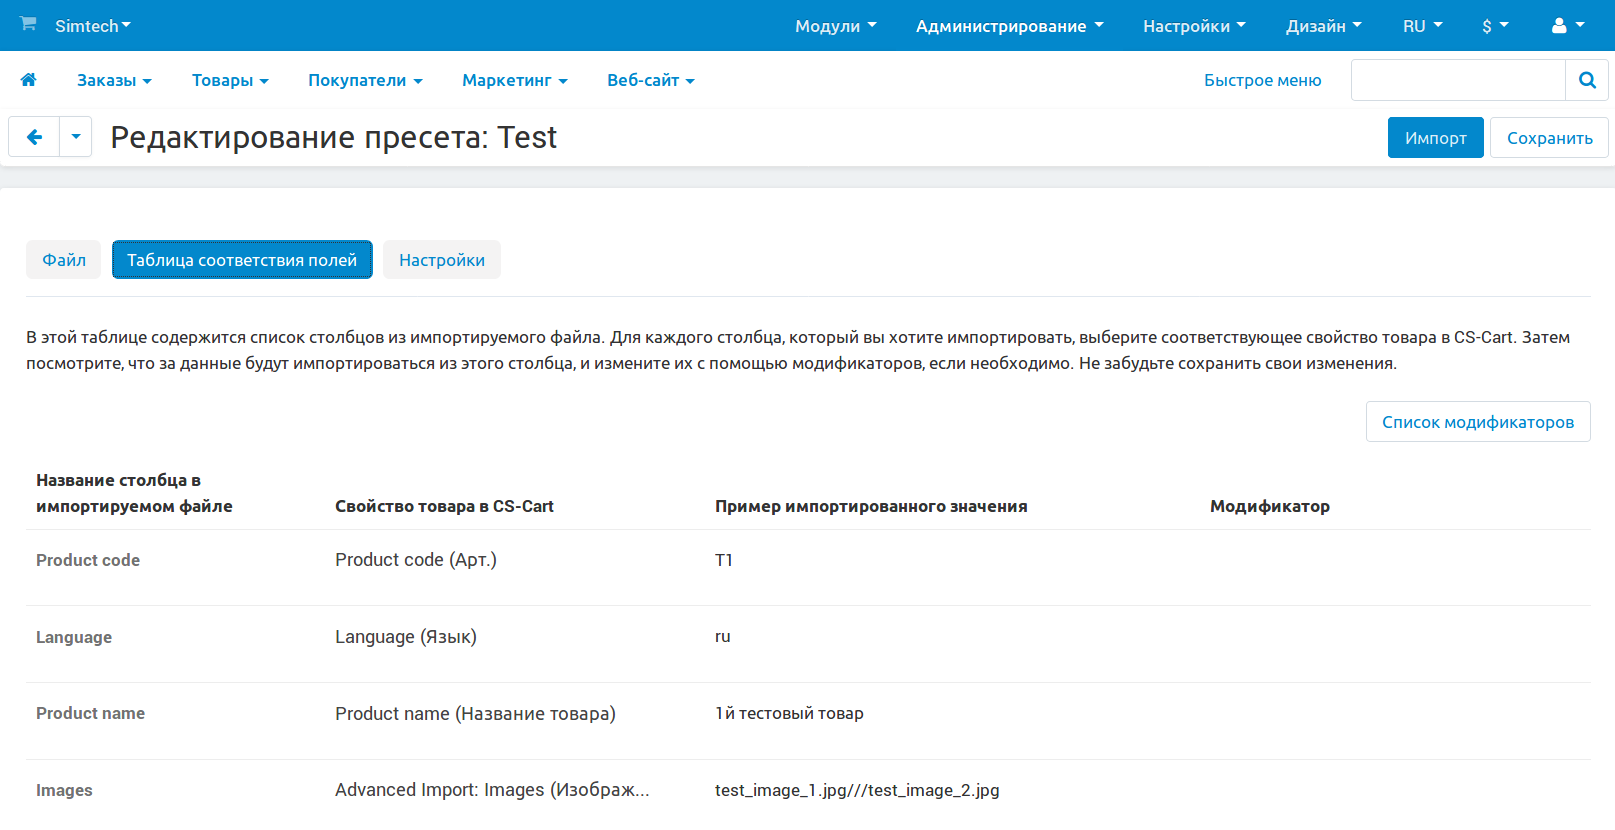 Simtech Модули Администрирование Настройки Дизайн RU $
Заказы Товары Покупатели Маркетинг Веб-сайт Быстрое меню
Редактирование пресета: Test Импорт Сохранить
Файл Таблица соответствия полей Настройки
В этой таблице содержится список столбцов из импортируемого файла. Для каждого столбца, который вы хотите импортировать, выберите соответствующее свойство товара в CS-Cart. Затем
посмотрите, что за данные будут импортироваться из этого столбца, и измените их с помощью модификаторов, если необходимо. Не забудьте сохранить свои изменения.
Список модификаторов
Название столбца в
импортируемом файле Свойство товара в CS-Cart Пример импортированного значения Модификатор
Product code Product code (Арт.) T1
Language Language (Язык) ru
Product name Product name (Название товара) 1й тестовый товар
Images Advanced Import: Images (Изображ... test_image_1.jpg///test_image_2.jpg